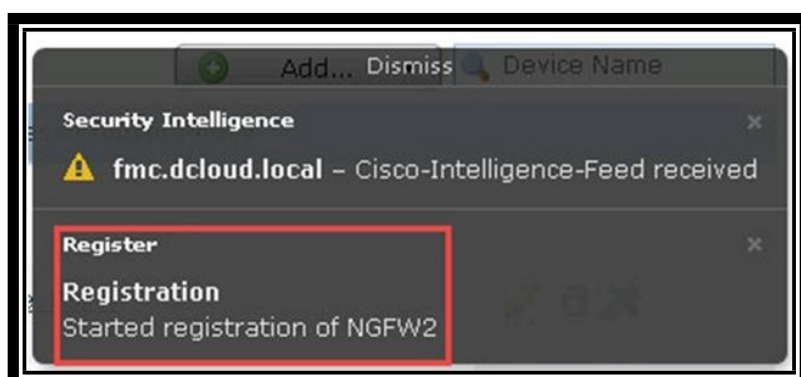 Add... Dismiss Device Name
Security Intelligence
fmc.dcloud.local – Cisco-Intelligence-Feed received
Register
Registration
Started registration of NGFW2